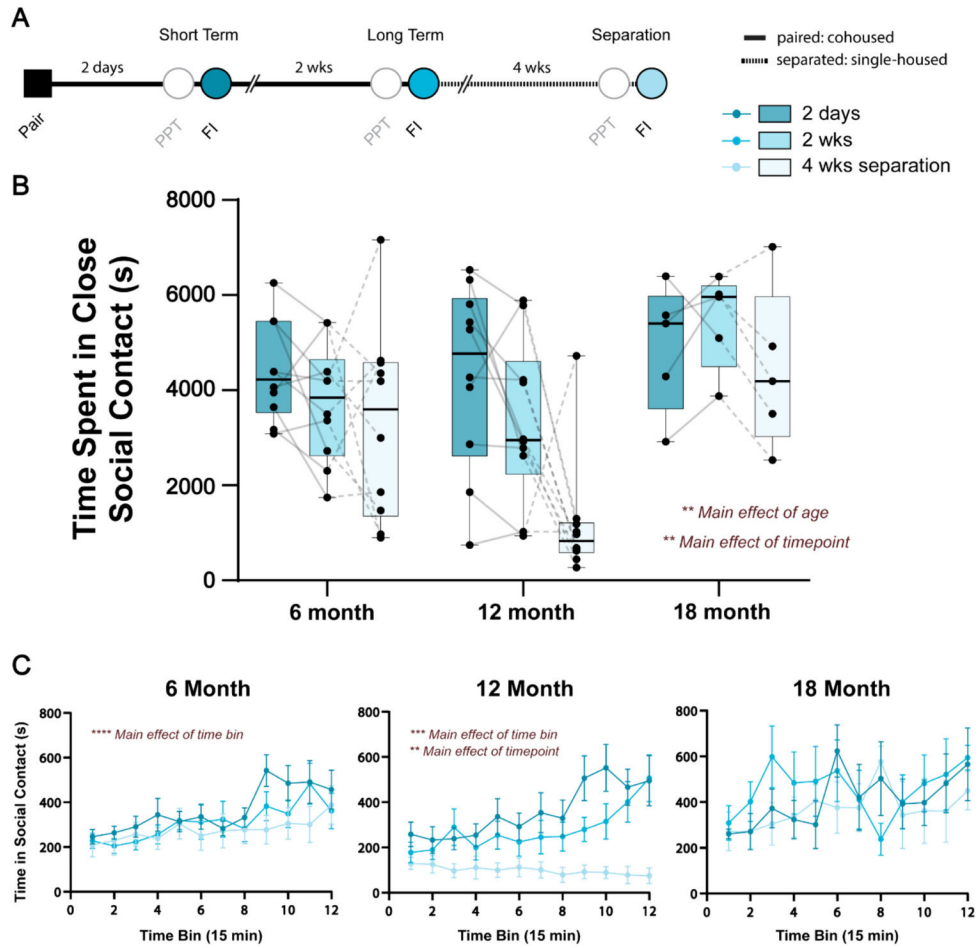 A
Short Term
Long Term
Separation
paired: cohoused
separated: single-housed
2 days
2 wks
4 wks
Pair
PPT
FI
PPT
FI
PPT
FI
2 days
2 wks
4 wks separation
B
Time Spent in Close
Social Contact (s)
8000
6000
4000
2000
0
** Main effect of age
** Main effect of timepoint
6 month
12 month
18 month
C
6 Month
12 Month
18 Month
Time in Social Contact (s)
800
600
400
200
0
**** Main effect of time bin
0 2 4 6 8 10 12
Time Bin (15 min)
800
600
400
200
0
*** Main effect of time bin
** Main effect of timepoint
0 2 4 6 8 10 12
Time Bin (15 min)
800
600
400
200
0
0 2 4 6 8 10 12
Time Bin (15 min)